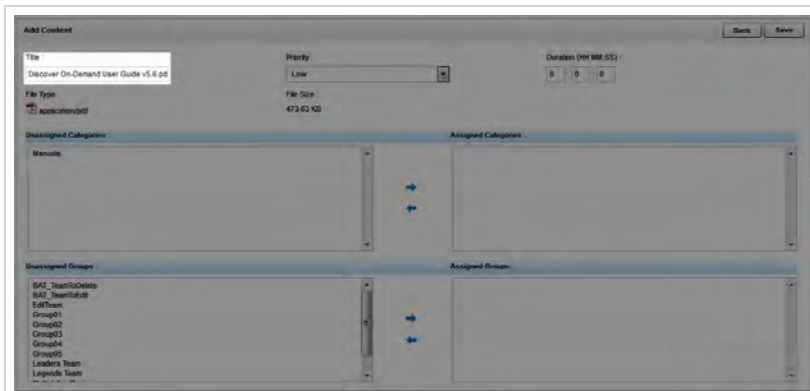 Add Content
Back Save
Title :
Discover On-Demand User Guide v5.6.pd
Priority
Low
Duration (HH:MM:SS) :
0 0 0
File Type:
application/pdf
File Size :
473.63 KB
Unassigned Categories :
Assigned Categories
Manuals
Unassigned Groups :
Assigned Groups:
BAT_TeamToDelete
BAT_TeamToEdit
EditTeam
Group01
Group02
Group03
Group04
Group05
Leaders Team
Legends Team